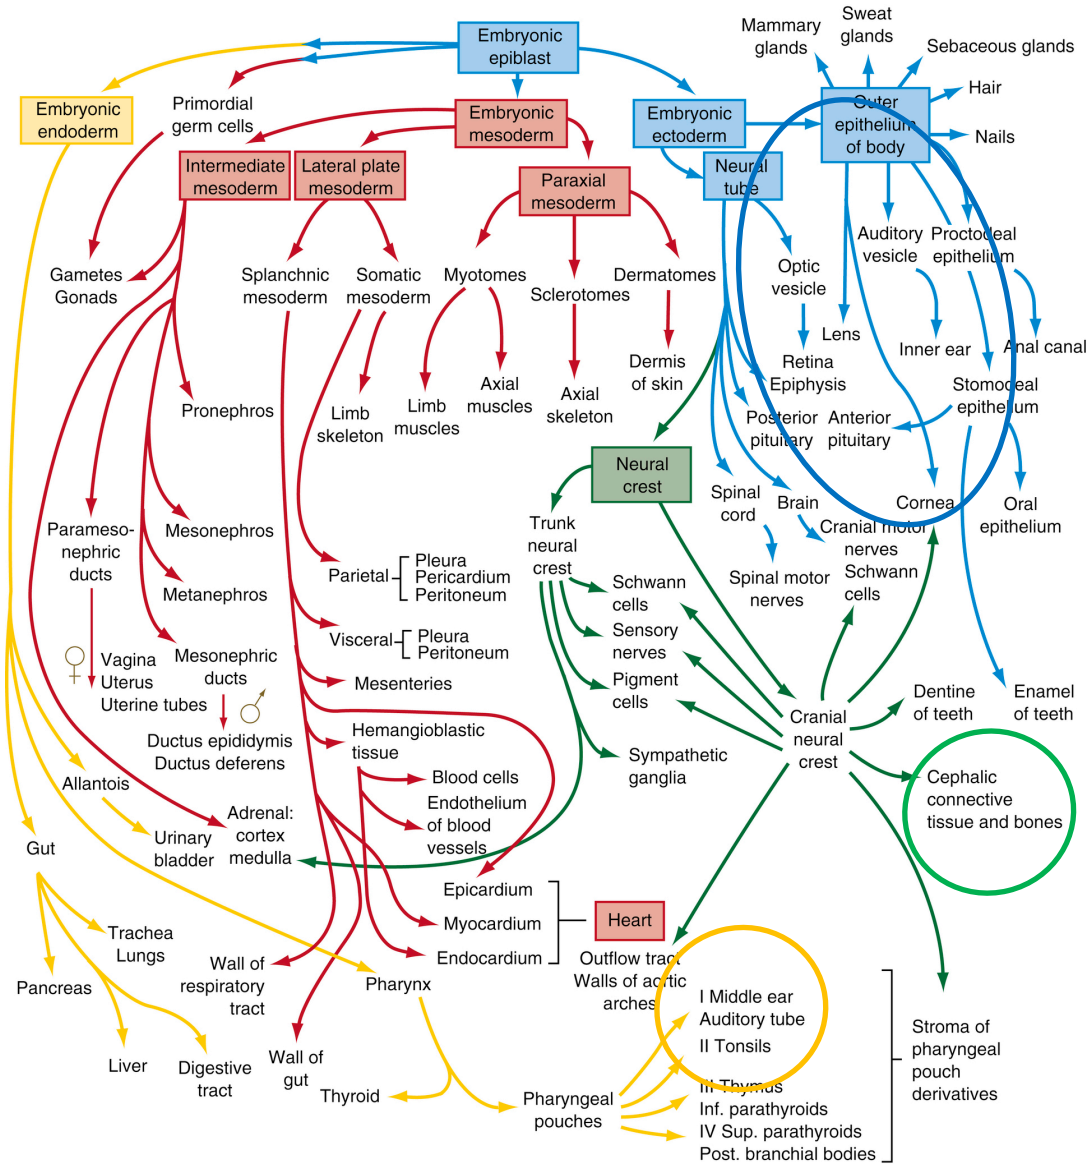 Mammary
glands
Sweat
glands
Sebaceous glands
Hair
Nails
Embryonic
epiblast
Embryonic
endoderm
Primordial
germ cells
Embryonic
mesoderm
Embryonic
ectoderm
Outer
epithelium
of body
Intermediate
mesoderm
Lateral plate
mesoderm
Paraxial
mesoderm
Neural
tube
Gametes
Gonads
Splanchnic
mesoderm
Somatic
mesoderm
Myotomes
Sclerotomes
Dermatomes
Optic
vesicle
Auditory
vesicle
Proctodeal
epithelium
Lens
Inner ear
Anal canal
Retina
Epiphysis
Dermis
of skin
Stomodeal
epithelium
Pronephros
Limb
skeleton
Limb
muscles
Axial
muscles
Axial
skeleton
Posterior
pituitary
Anterior
pituitary
Neural
crest
Spinal
cord
Brain
Cornea
Oral
epithelium
Parameso-
nephric
ducts
Mesonephros
Trunk
neural
crest
Cranial motor
nerves
Schwann
cells
Spinal motor
nerves
Metanephros
Parietal
Pleura
Pericardium
Peritoneum
Schwann
cells
Visceral
Pleura
Peritoneum
Sensory
nerves
♀
Vagina
Uterus
Uterine tubes
Mesonephric
ducts
♂
Mesenteries
Pigment
cells
Dentine
of teeth
Enamel
of teeth
Ductus epididymis
Ductus deferens
Hemangioblastic
tissue
Cranial
neural
crest
Sympathetic
ganglia
Allantois
Blood cells
Cephalic
connective
tissue and bones
Endothelium
of blood
vessels
Adrenal:
cortex
medulla
Urinary
bladder
Gut
Epicardium
Myocardium
Endocardium
Heart
Trachea
Lungs
Outflow tract
Walls of aortic
arches
Pancreas
Wall of
respiratory
tract
Pharynx
I Middle ear
Auditory tube
II Tonsils
III Thymus
Inf. parathyroids
IV Sup. parathyroids
Post. branchial bodies
Stroma of
pharyngeal
pouch
derivatives
Liver
Digestive
tract
Wall of
gut
Thyroid
Pharyngeal
pouches